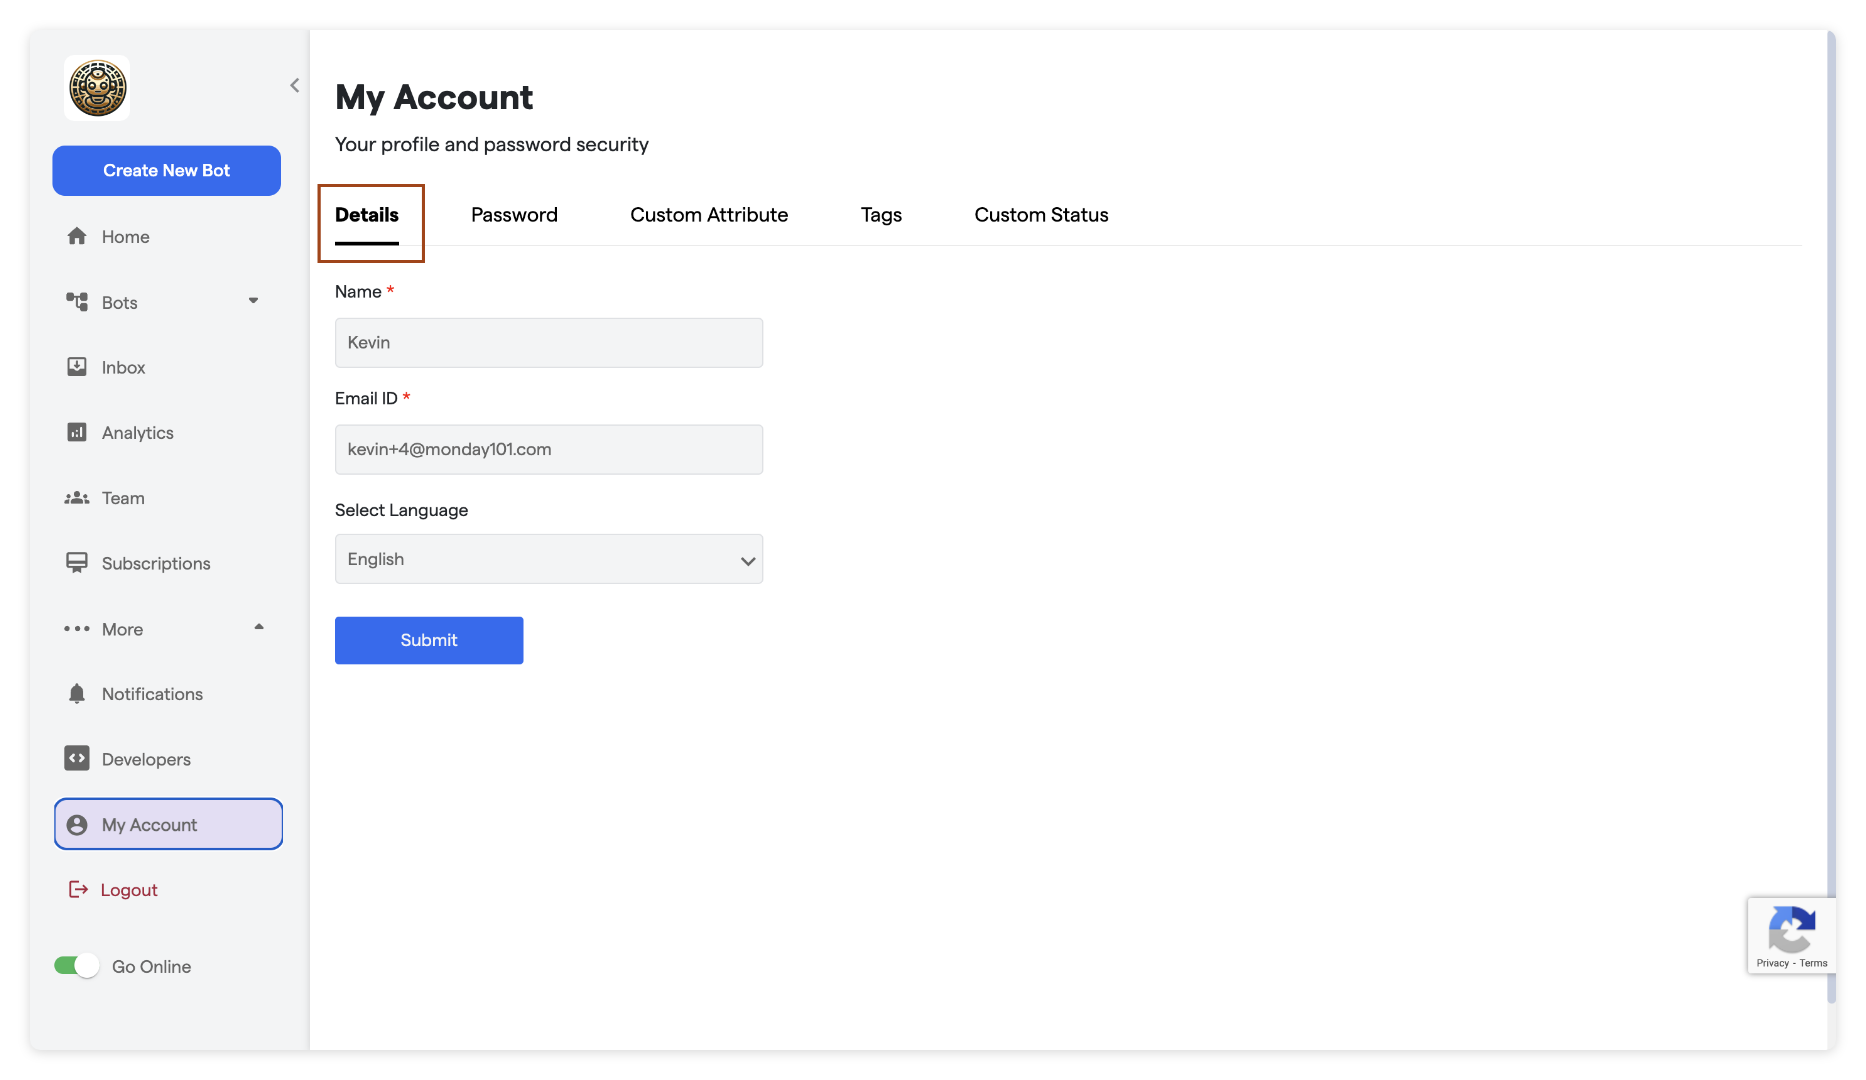 Create New Bot
Home
Bots
Inbox
Analytics
Team
Subscriptions
More
Notifications
Developers
My Account
Logout
Go Online
My Account
Your profile and password security
Details Password Custom Attribute Tags Custom Status
Name *
Kevin
Email ID *
kevin+4@monday101.com
Select Language
English
Submit
Privacy - Terms